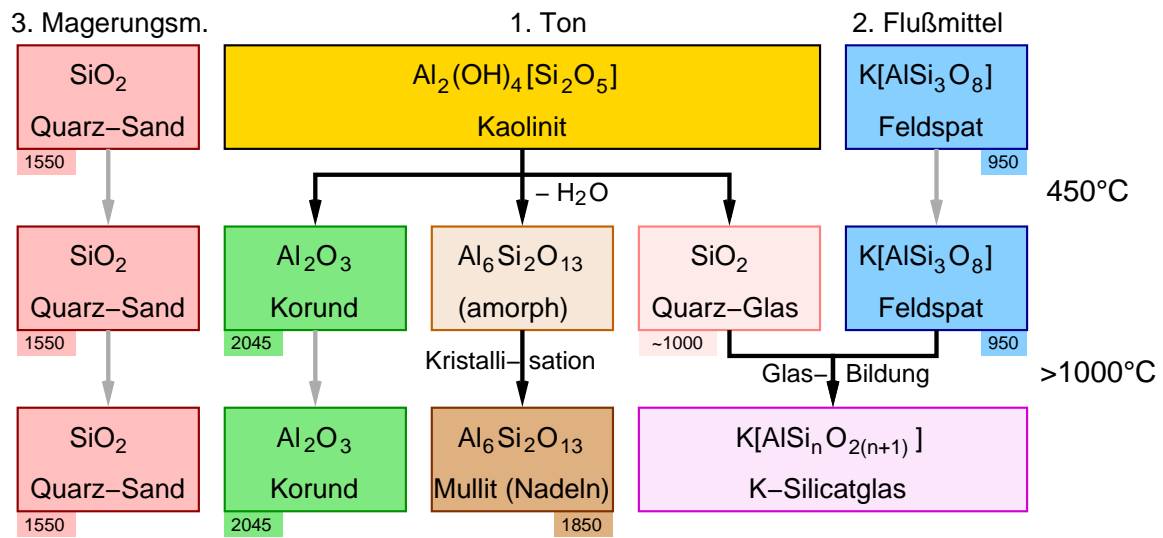 3. Magerungsm. 1. Ton 2. Flußmittel
SiO₂ Al₂(OH)₄[Si₂O₅] K[AlSi₃O₈]
Quarz–Sand Kaolinit Feldspat
1550 950
– H₂O 450°C
SiO₂ Al₂O₃ Al₆Si₂O₁₃ SiO₂ K[AlSi₃O₈]
Quarz–Sand Korund (amorph) Quarz–Glas Feldspat
1550 2045 ~1000 950
Kristalli– sation Glas– Bildung >1000°C
SiO₂ Al₂O₃ Al₆Si₂O₁₃ K[AlSiₙO₂₍ₙ₊₁₎ ]
Quarz–Sand Korund Mullit (Nadeln) K–Silicatglas
1550 2045 1850